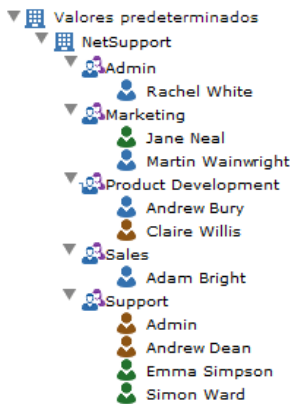 Valores predeterminados
NetSupport
Admin
Rachel White
Marketing
Jane Neal
Martin Wainwright
Product Development
Andrew Bury
Claire Willis
Sales
Adam Bright
Support
Admin
Andrew Dean
Emma Simpson
Simon Ward